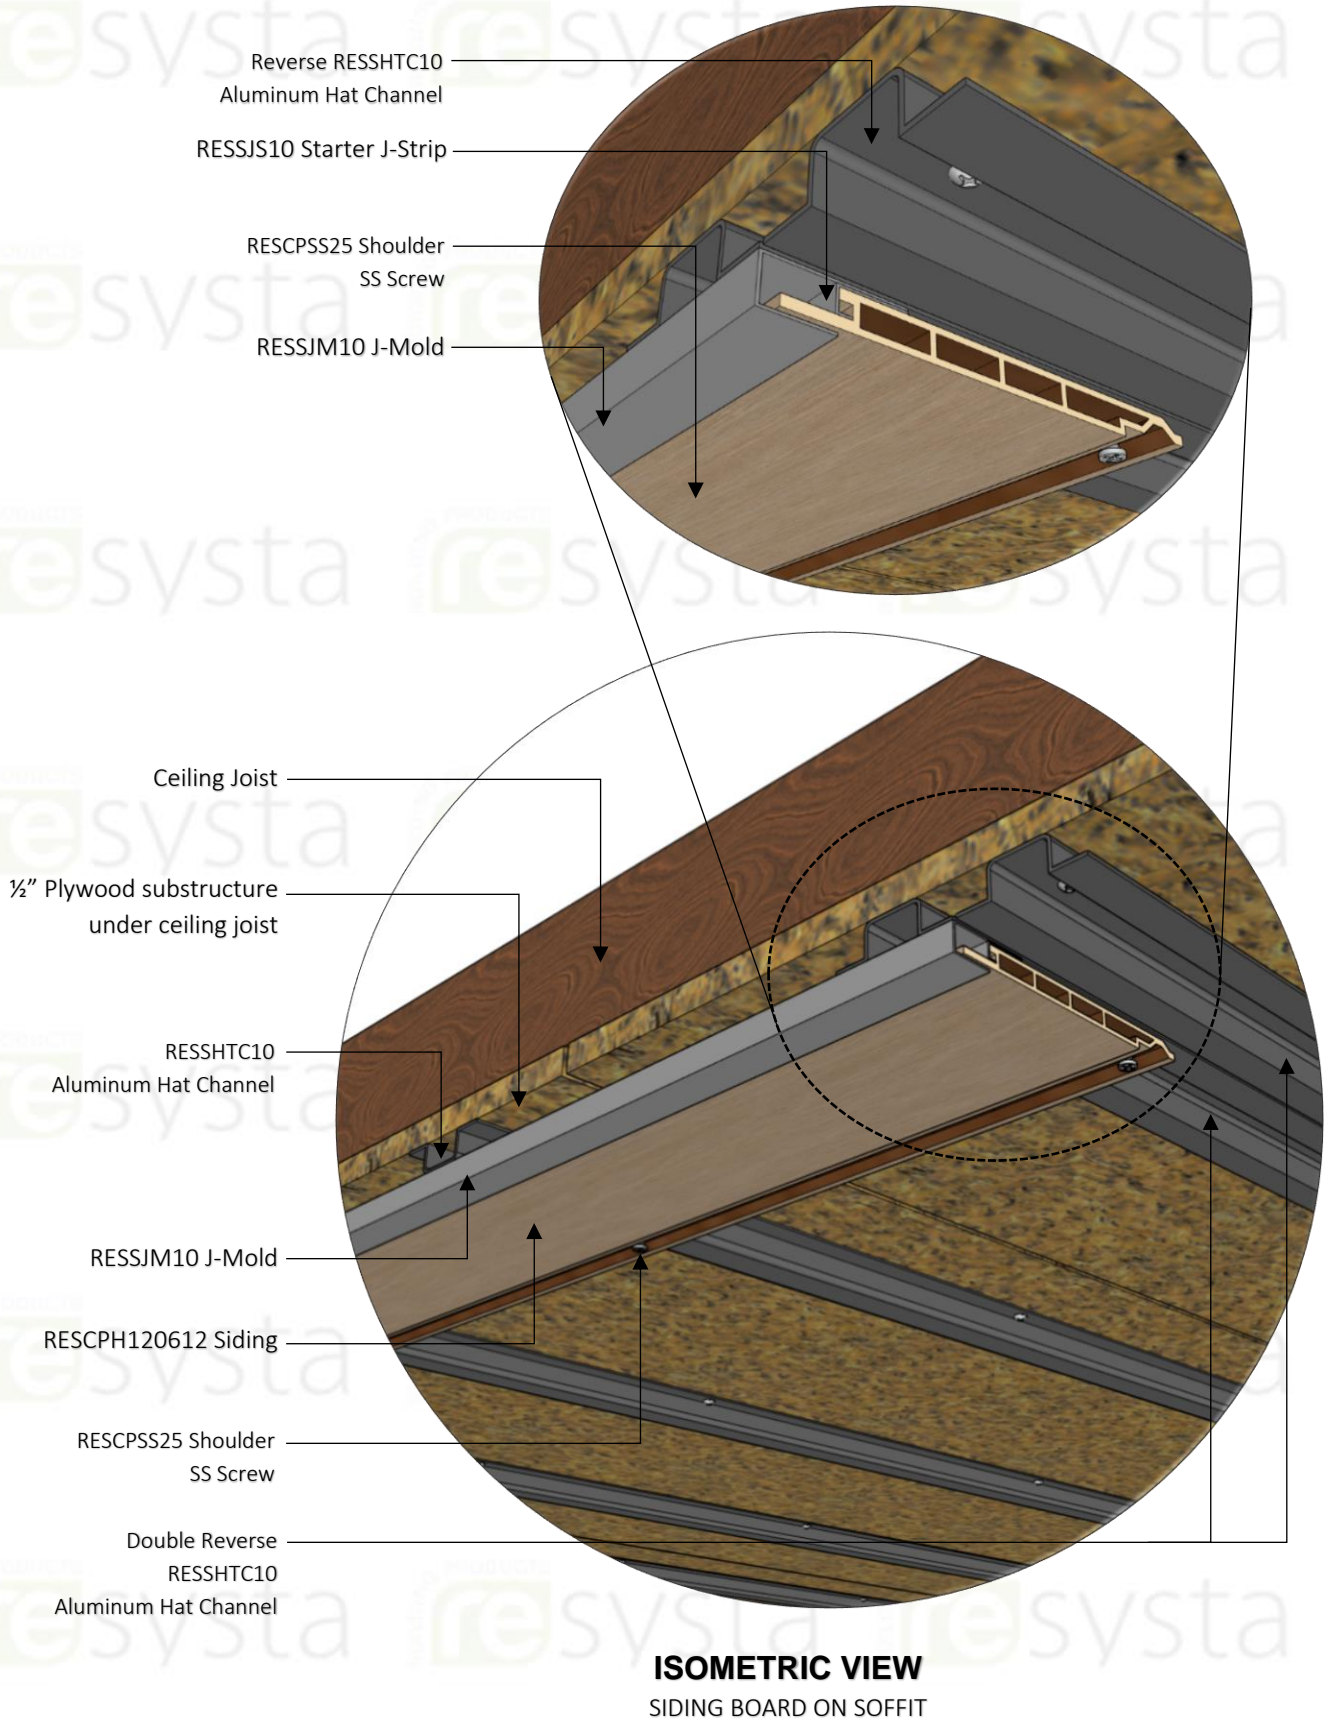 Reverse RESSHTC10
Aluminum Hat Channel
RESSJS10 Starter J-Strip
RESCPSS25 Shoulder
SS Screw
RESSJM10 J-Mold
Ceiling Joist
½” Plywood substructure
under ceiling joist
RESSHTC10
Aluminum Hat Channel
RESSJM10 J-Mold
RESCPH120612 Siding
RESCPSS25 Shoulder
SS Screw
Double Reverse
RESSHTC10
Aluminum Hat Channel
ISOMETRIC VIEW
SIDING BOARD ON SOFFIT
resysta